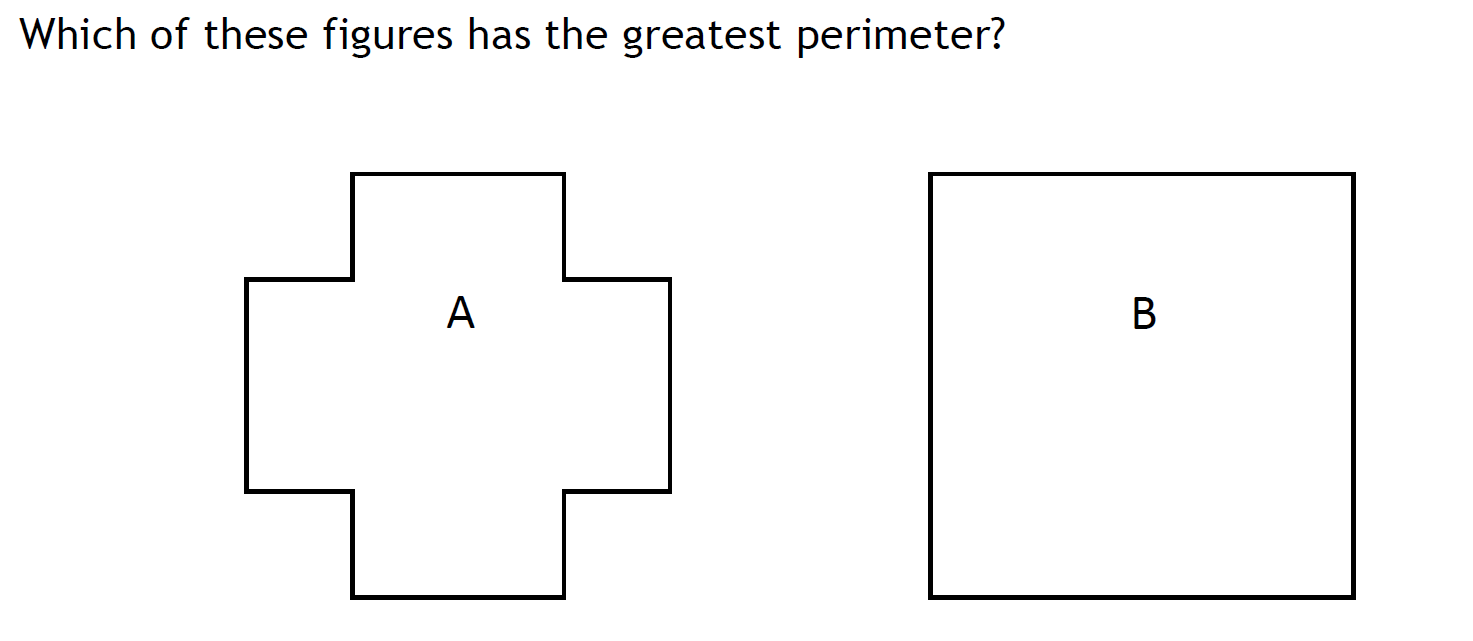 Which of these figures has the greatest perimeter?
A
B